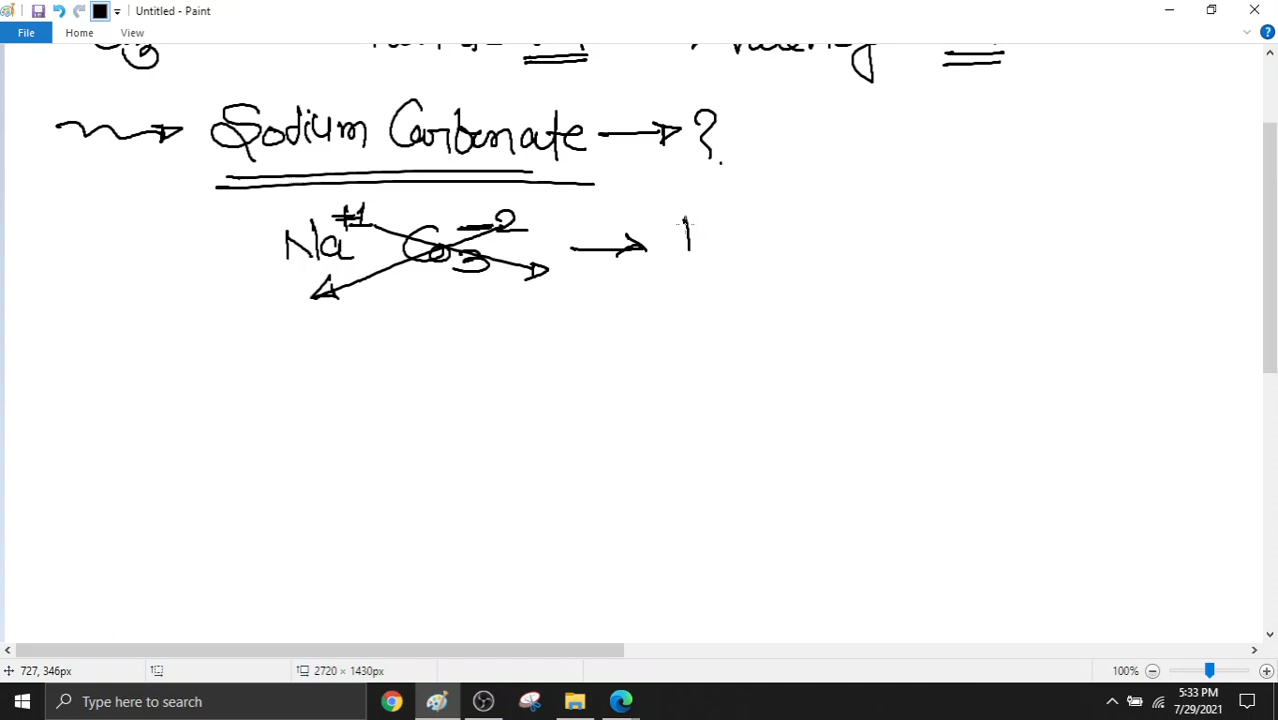 Untitled - Paint
File Home View
Sodium Carbonate → ?
Na+1 Co3-2 →
727, 346px 2720 × 1430px 100%
Type here to search
5:33 PM
7/29/2021